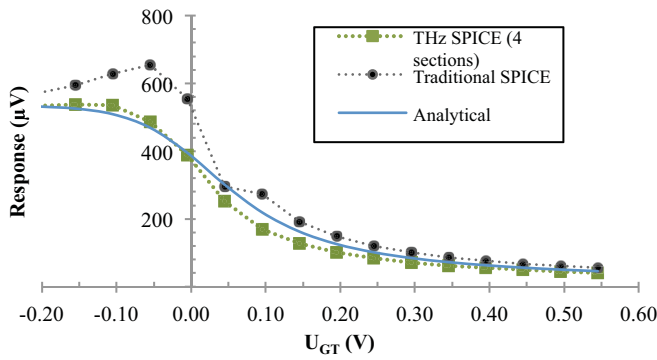 800
600
400
200
Response (µV)
THz SPICE (4
sections)
Traditional SPICE
Analytical
-0.20 -0.10 0.00 0.10 0.20 0.30 0.40 0.50 0.60
U_GT (V)